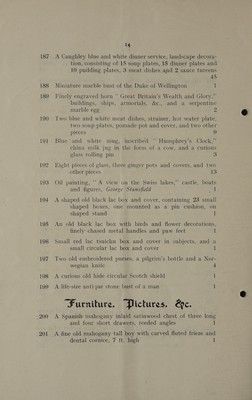 14
187 A Caughley blue and white dinner service, landscape decora-
tion, consisting of 13 soup plates, 18 dinner plates and
10 pudding plates, 3 meat dishes and 2 sauce tureens
45
188 Miniature marble bust of the Duke of Wellington 1
189 Finely engraved horn " Great Britain's Wealth and Glory,"
buildings, ships, armorials, &c., and a serpentine
marble egg 2
190 Two blue and white meat dishes, strainer, hot water plate,
two soup plates, pomade pot and cover, and two other
pieces 9
191 Blue and white mug, inscribed " Humphrey's Clock,"
china milk jug in the form of a cow, and a curious
glass rolling pin 3
192 Eight pieces of glass, three ginger pots and covers, and two
other pieces 13
193 Oil painting, " A view on the Swiss lakes," castle, boats
and figures, George Stansfield 1
194 A shaped old black lac box and cover, containing 23 small
shaped boxes, one mounted as a pin cushion, on
shaped stand 1
195 An old black lac box with birds and flower decorations,
finely chased metal handles and paw feet 1
196 Small red lac tunchin box and cover in subjects, and a
small circular lac box and cover 1
197 Two old embroidered purses, a pilgrim's bottle and a Nor-
wegian knife 4
198 A curious old hide circular Scotch shield 1
199 A life-size antique stone bust of a man 1
Furniture, Pictures, &c.
200 A Spanish mahogany inlaid satinwood chest of three long
and four short drawers, reeded angles 1
201 A fine old mahogany tall boy with carved fluted frieze and
dental cornice, 7 ft. high 1